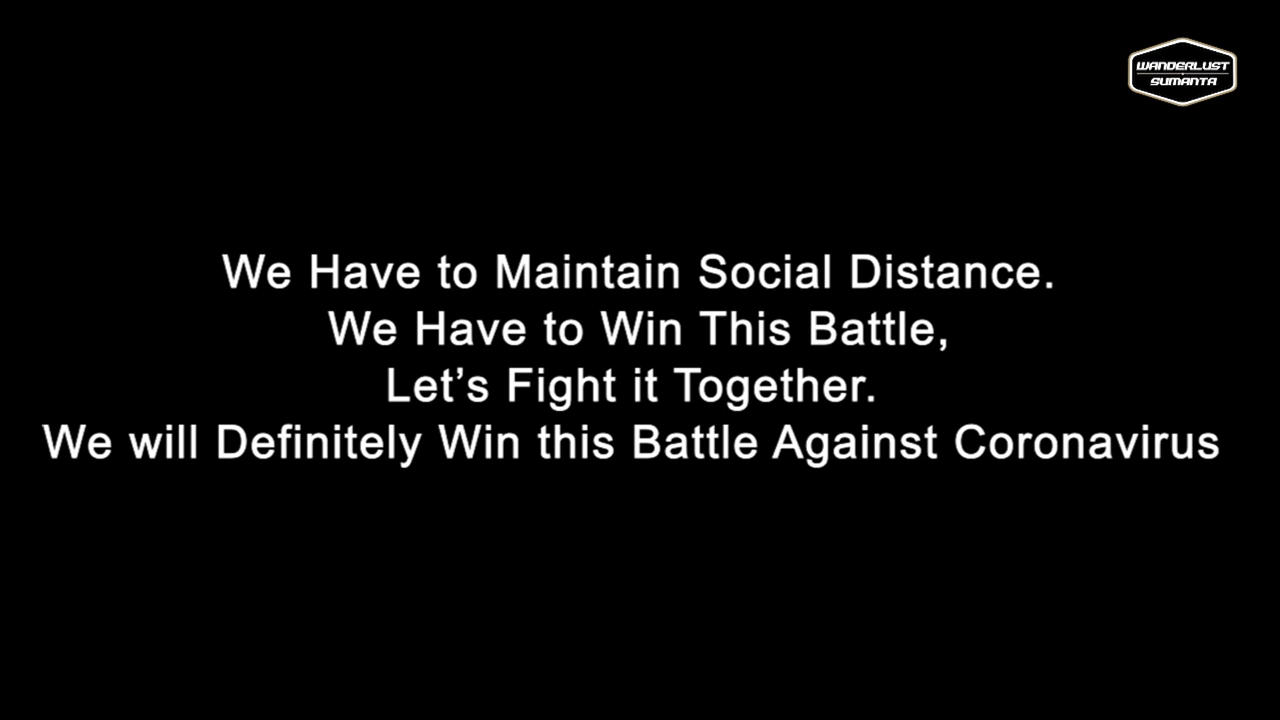 WANDERLUST
SUMANTA
We Have to Maintain Social Distance.
We Have to Win This Battle,
Let’s Fight it Together.
We will Definitely Win this Battle Against Coronavirus